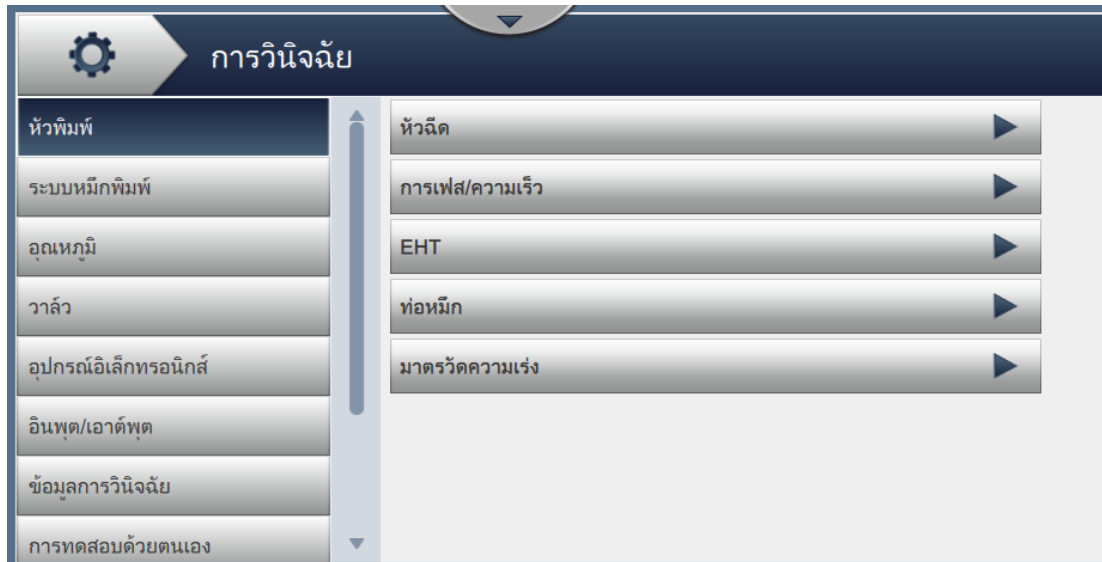 การวินิจฉัย
หัวพิมพ์
ระบบหมึกพิมพ์
อุณหภูมิ
วาล์ว
อุปกรณ์อิเล็กทรอนิกส์
อินพุต/เอาต์พุต
ข้อมูลการวินิจฉัย
การทดสอบด้วยตนเอง
หัวฉีด
การเฟส/ความเร็ว
EHT
ท่อหมึก
มาตรวัดความเร่ง